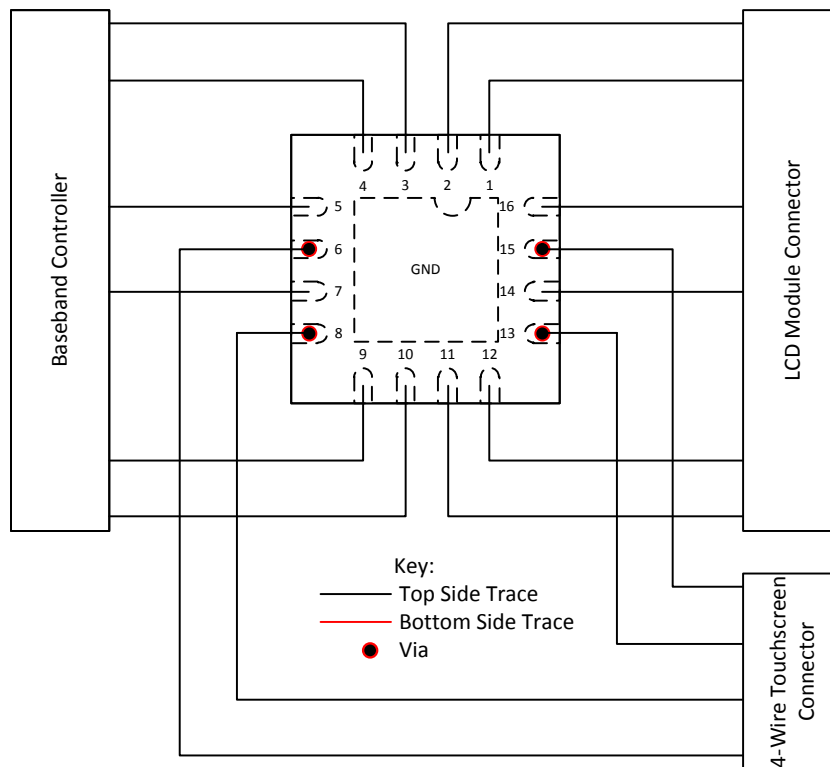 Baseband Controller
LCD Module Connector
4 3 2 1
5
16
6
15
GND
7
14
8
13
9 10 11 12
Key:
Top Side Trace
Bottom Side Trace
Via
4-Wire Touchscreen
Connector